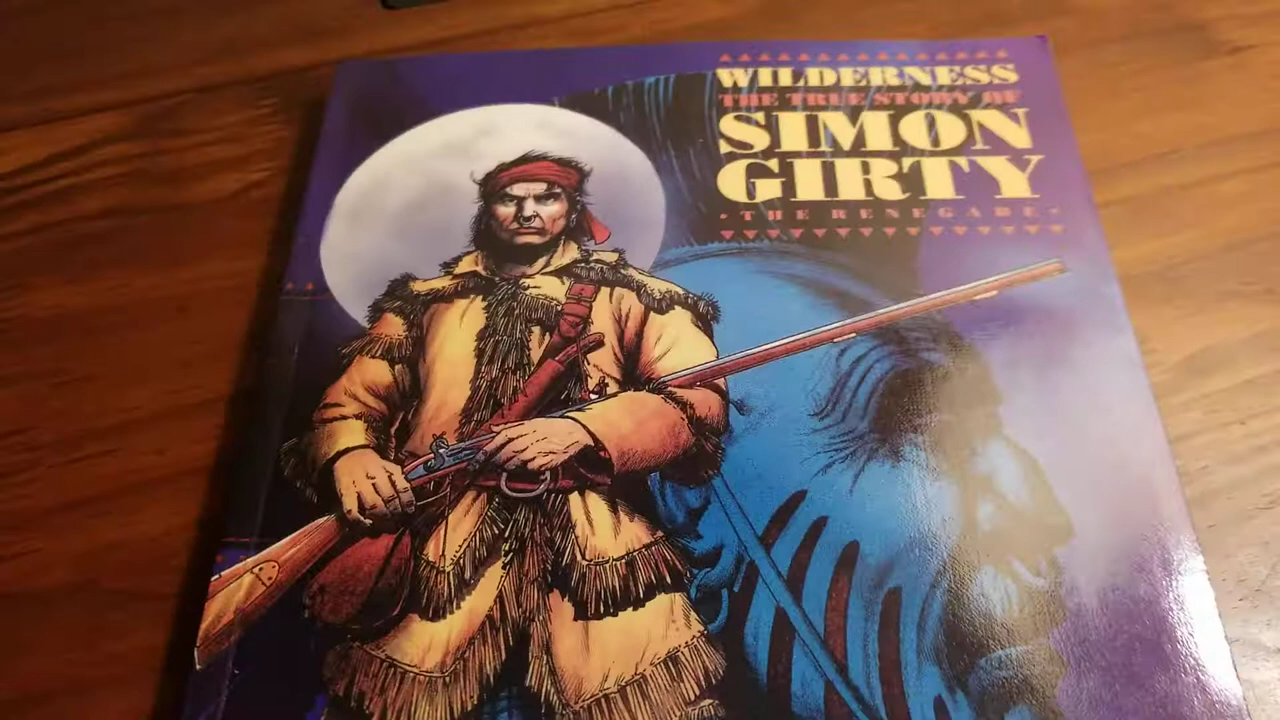 WILDERNESS
THE TRUE STORY OF
SIMON
GIRTY
• THE RENEGADE •